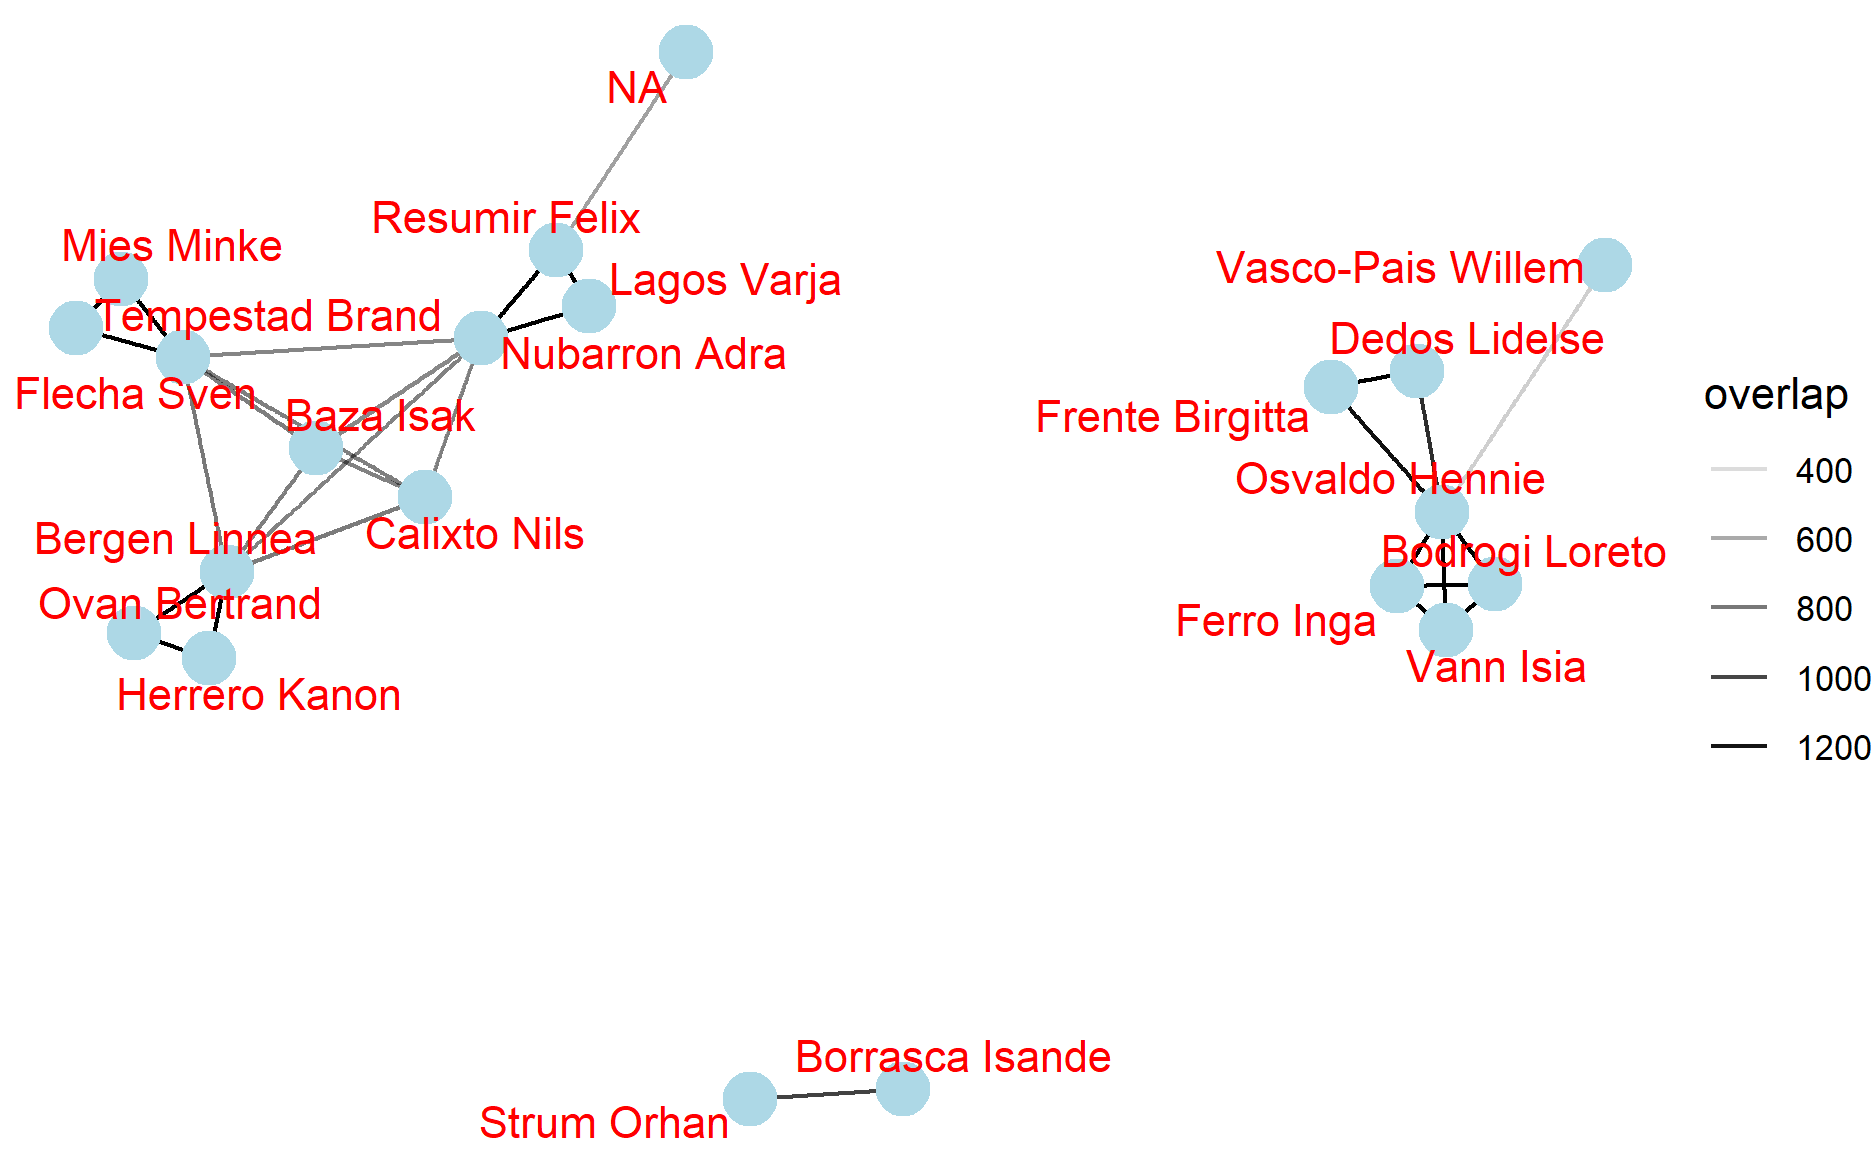 NA
Resumir Felix
Mies Minke
Lagos Varja
Tempestad Brand
Nubarron Adra
Flecha Sven
Baza Isak
Bergen Linnea
Calixto Nils
Ovan Bertrand
Herrero Kanon
Vasco-Pais Willem
Dedos Lidelse
Frente Birgitta
Osvaldo Hennie
Bodrogi Loreto
Ferro Inga
Vann Isia
Borrasca Isande
Strum Orhan
overlap
400
600
800
1000
1200